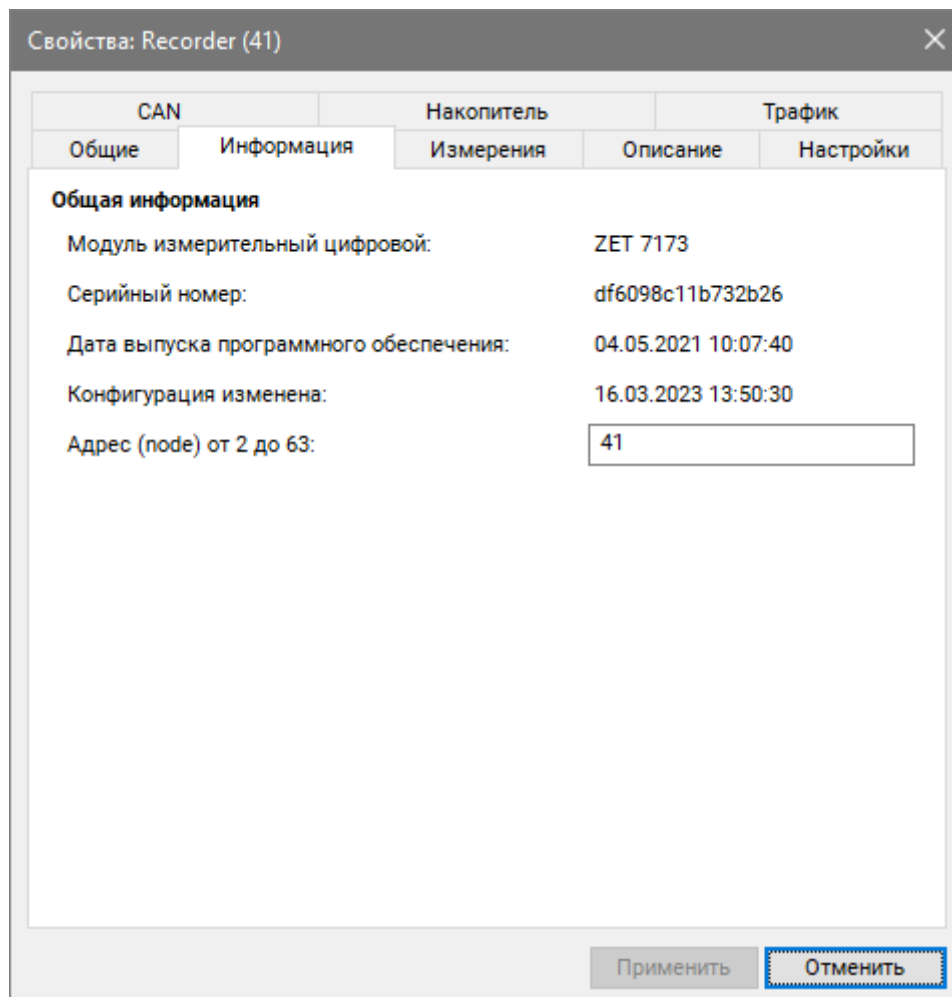 Свойства: Recorder (41)
CAN Накопитель Трафик
Общие Информация Измерения Описание Настройки
Общая информация
Модуль измерительный цифровой: ZET 7173
Серийный номер: df6098c11b732b26
Дата выпуска программного обеспечения: 04.05.2021 10:07:40
Конфигурация изменена: 16.03.2023 13:50:30
Адрес (node) от 2 до 63: 41
Применить Отменить